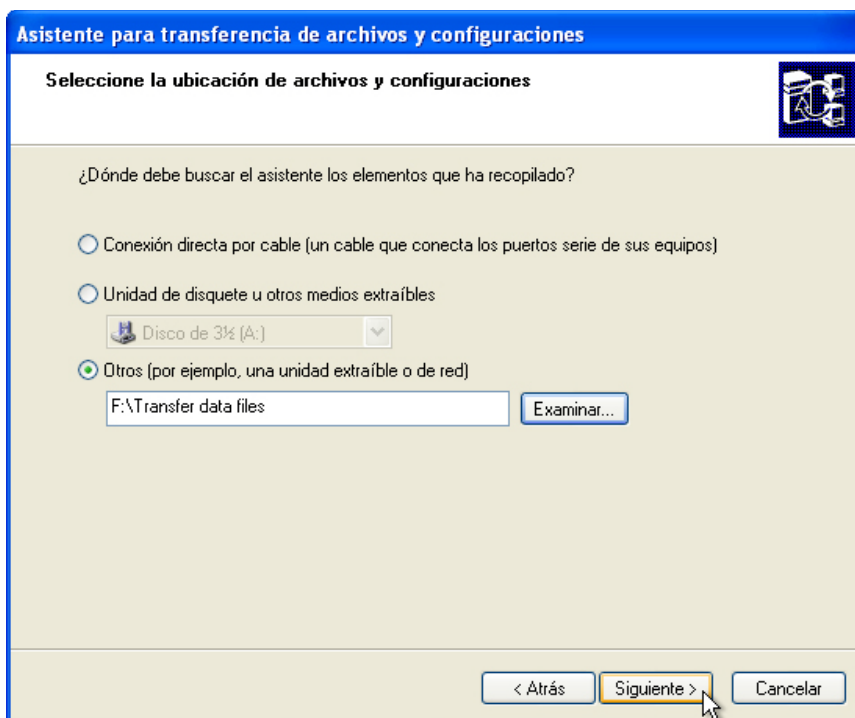 Asistente para transferencia de archivos y configuraciones
Seleccione la ubicación de archivos y configuraciones
¿Dónde debe buscar el asistente los elementos que ha recopilado?
Conexión directa por cable (un cable que conecta los puertos serie de sus equipos)
Unidad de disquete u otros medios extraíbles
Disco de 3½ (A:)
Otros (por ejemplo, una unidad extraíble o de red)
F:\Transfer data files
Examinar...
< Atrás
Siguiente >
Cancelar